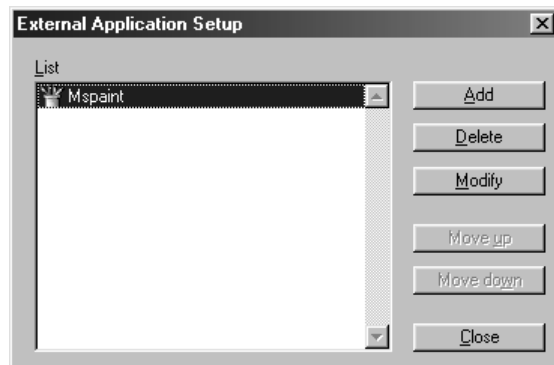 External Application Setup
List
Mspaint
Add
Delete
Modify
Move up
Move down
Close